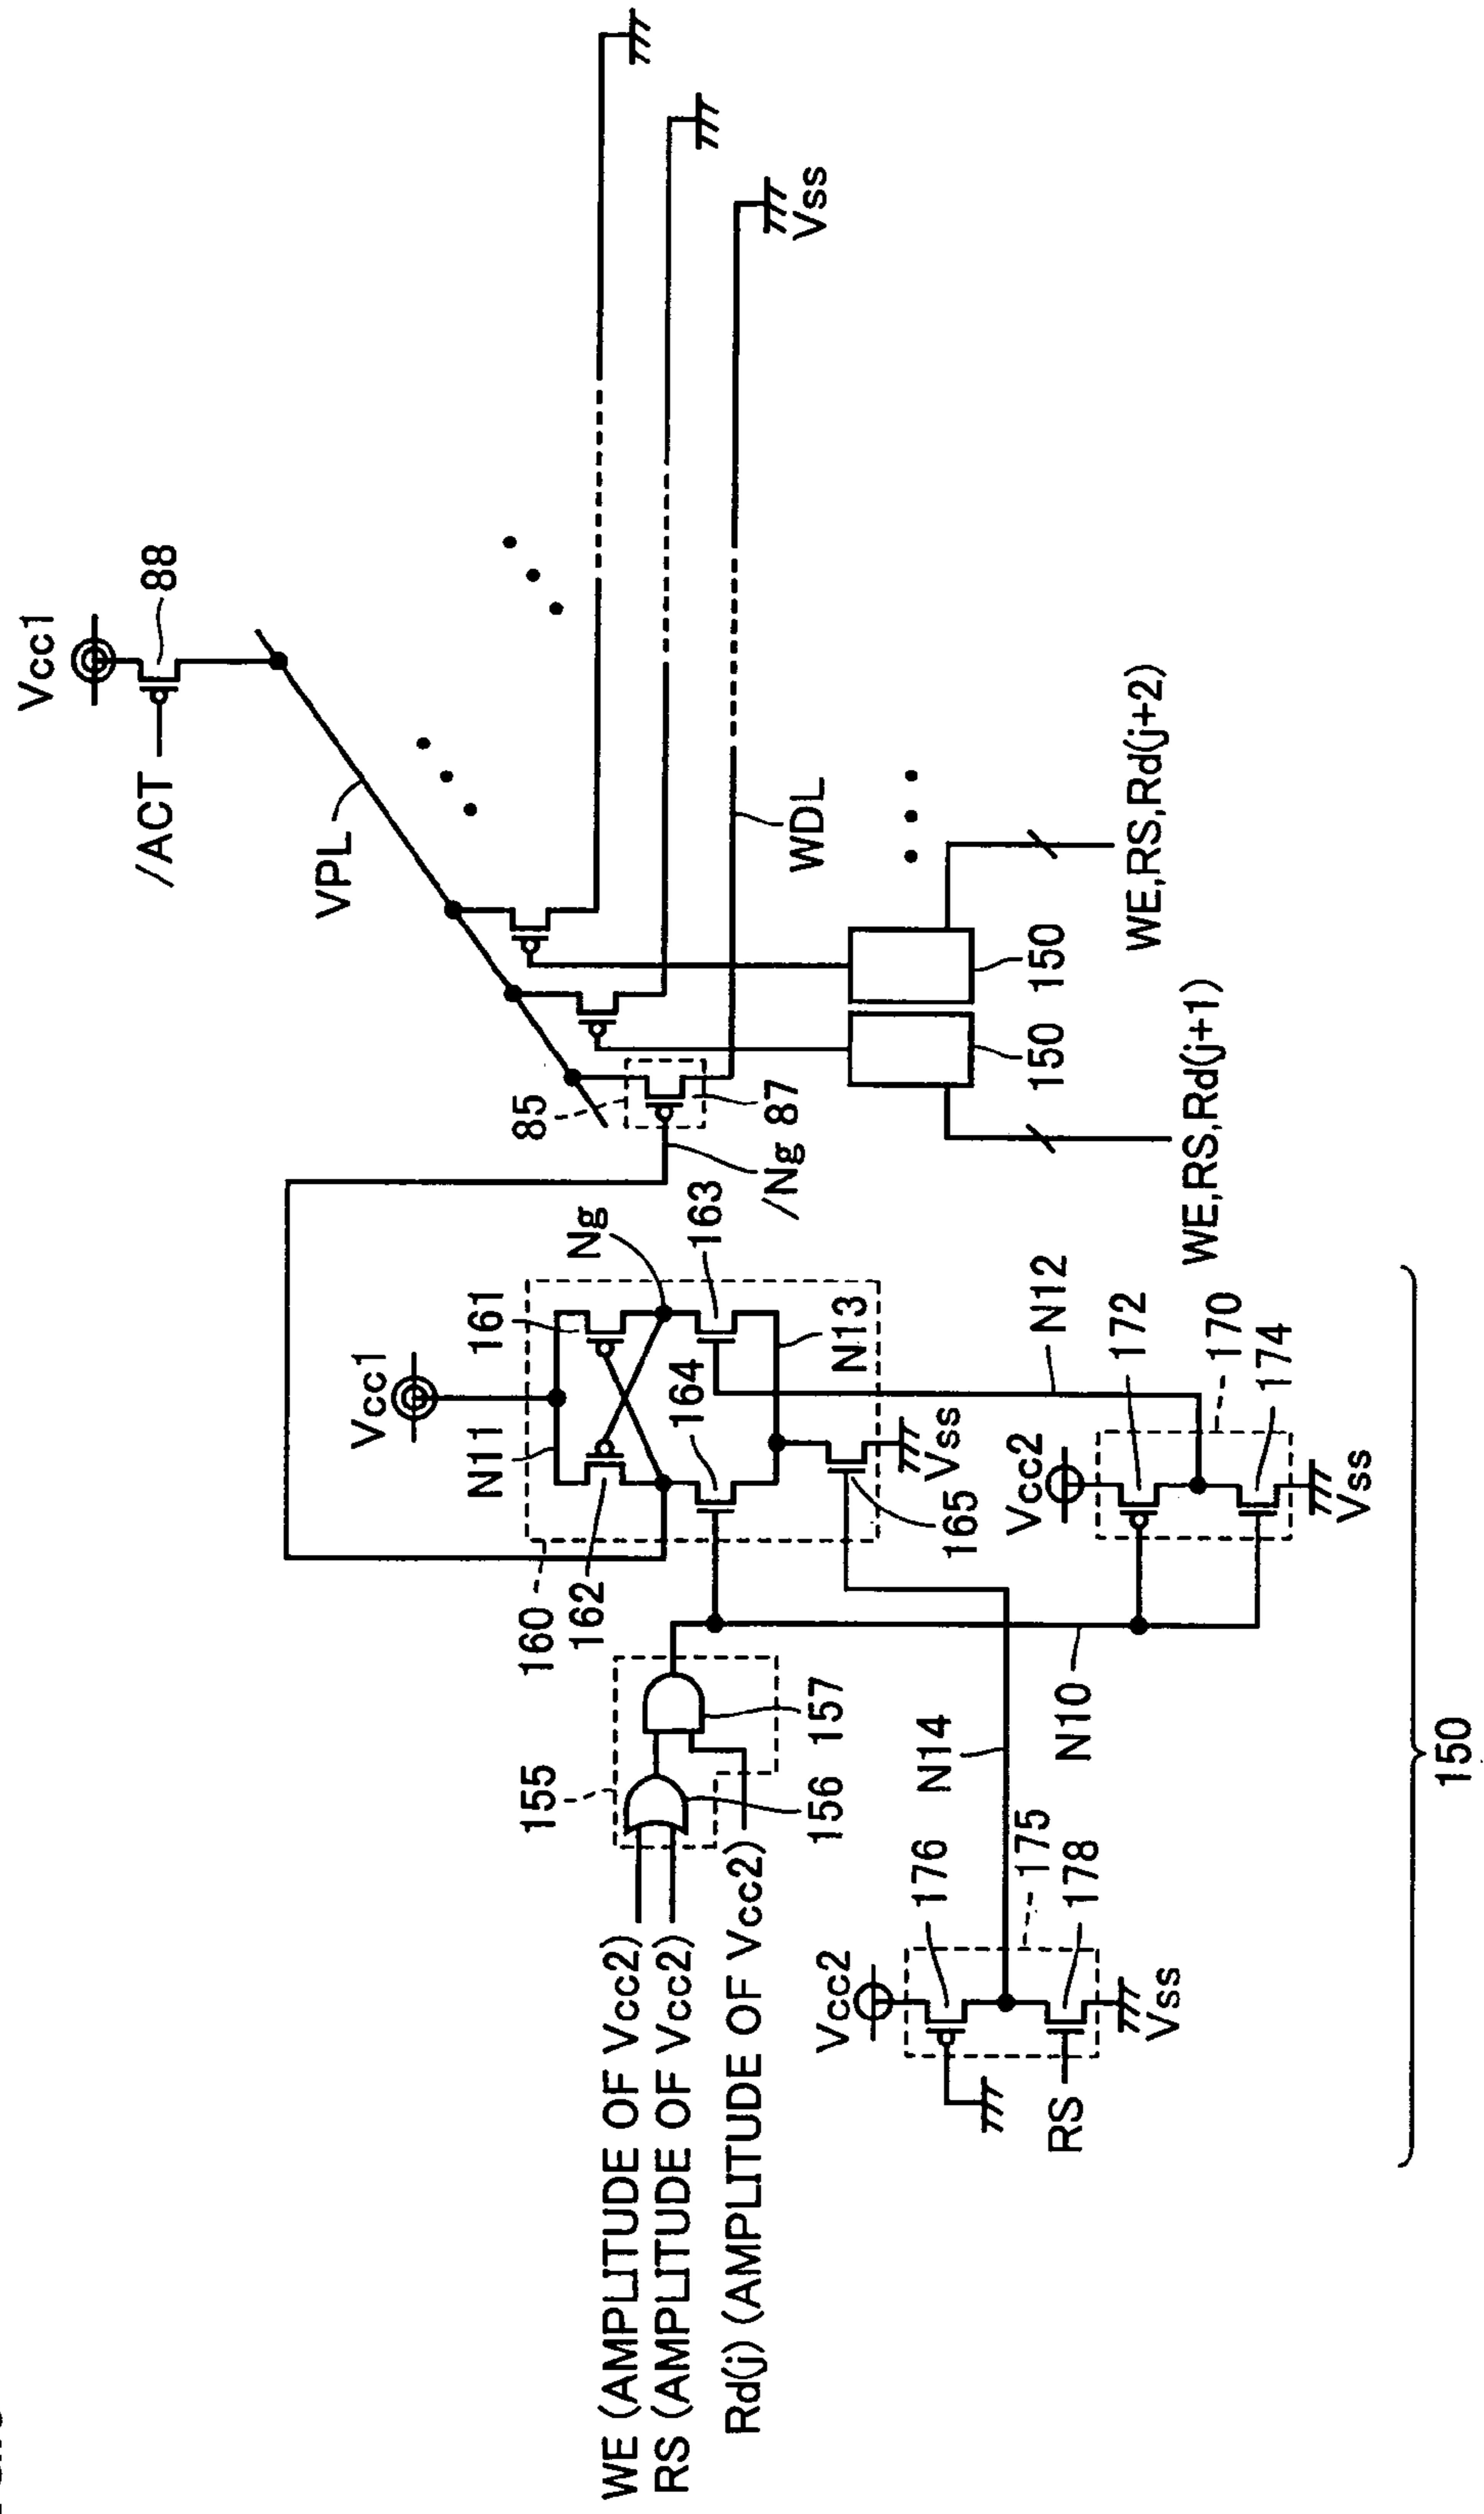 Vcc1
/ACT
88
VPL
85
87
/Ng
WDL
Vss
150
150
WE,RS,Rd(j+1)
WE,RS,Rd(j+2)
Vcc1
N11
161
Ng
160
162
164
163
N13
165
Vss
N12
Vcc2
172
170
174
Vss
155
156
157
N14
N10
WE (AMPLITUDE OF Vcc2)
RS (AMPLITUDE OF Vcc2)
Rd(j) (AMPLITUDE OF Vcc2)
Vcc2
176
175
178
RS
Vss
150